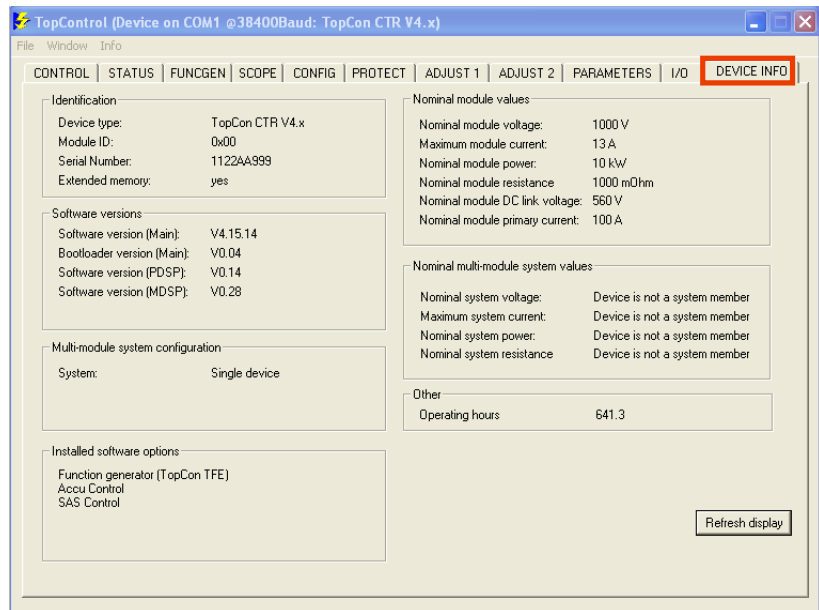 TopControl (Device on COM1 @38400Baud: TopCon CTR V4.x)
File Window Info
CONTROL STATUS FUNCGEN SCOPE CONFIG PROTECT ADJUST 1 ADJUST 2 PARAMETERS I/O DEVICE INFO
Identification
Device type: TopCon CTR V4.x
Module ID: 0x00
Serial Number: 1122AA999
Extended memory: yes
Software versions
Software version (Main): V4.15.14
Bootloader version (Main): V0.04
Software version (PDSP): V0.14
Software version (MDSP): V0.28
Multi-module system configuration
System: Single device
Installed software options
Function generator (TopCon TFE)
Accu Control
SAS Control
Nominal module values
Nominal module voltage: 1000 V
Maximum module current: 13 A
Nominal module power: 10 kW
Nominal module resistance 1000 mOhm
Nominal module DC link voltage: 560 V
Nominal module primary current: 100 A
Nominal multi-module system values
Nominal system voltage: Device is not a system member
Maximum system current: Device is not a system member
Nominal system power: Device is not a system member
Nominal system resistance Device is not a system member
Other
Operating hours 641.3
Refresh display